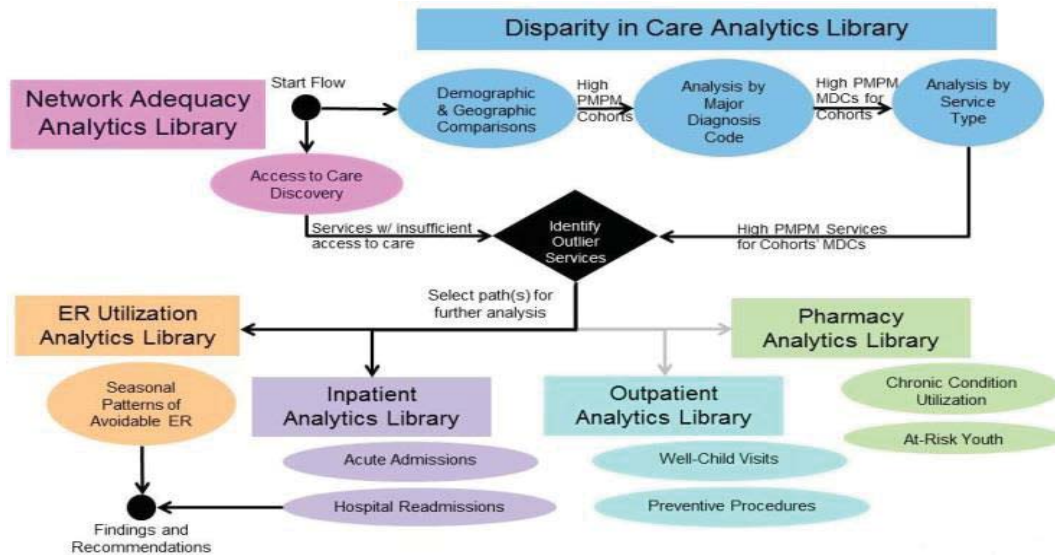 Disparity in Care Analytics Library
Start Flow
Network Adequacy
Analytics Library
Demographic
& Geographic
Comparisons
High
PMPM
Cohorts
Analysis by
Major
Diagnosis
Code
High PMPM
MDCs for
Cohorts
Analysis by
Service
Type
Access to Care
Discovery
Services w/ insufficient
access to care
Identify
Outlier
Services
High PMPM Services
for Cohorts' MDCs
Select path(s) for
further analysis
ER Utilization
Analytics Library
Pharmacy
Analytics Library
Seasonal
Patterns of
Avoidable ER
Inpatient
Analytics Library
Outpatient
Analytics Library
Chronic Condition
Utilization
Acute Admissions
Well-Child Visits
At-Risk Youth
Hospital Readmissions
Preventive Procedures
Findings and
Recommendations